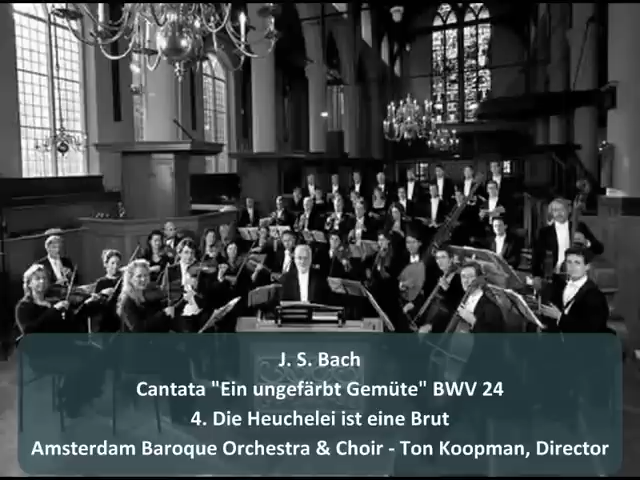 J. S. Bach
Cantata "Ein ungefärbt Gemüte" BWV 24
4. Die Heuchelei ist eine Brut
Amsterdam Baroque Orchestra & Choir - Ton Koopman, Director